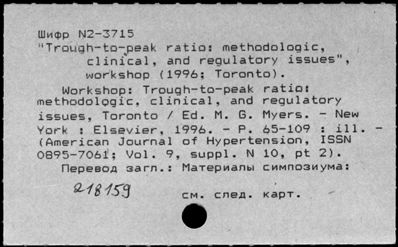 Шифр N2-3715
"Trough-to-peak ratio: methodologic,
clinical, and regulatory issues",
workshop (1996; Toronto).
Workshop: Trough-to-peak ratio:
methodologic, clinical, and regulatory
issues, Toronto / Ed. M. G. Myers. - New
York : Elsevier, 1996. - P. 65-109 : ill. -
(American Journal of Hypertension, ISSN
0895-7061; Vol. 9, suppl. N 10, pt 2).
Перевод загл.: Материалы симпозиума:
218159
см. след. карт.